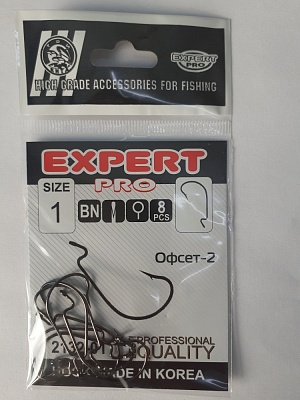 EXPERT
PRO
HIGH GRADE ACCESSORIES FOR FISHING
EXPERT
PRO
SIZE
1
BN
8
PCS
Офсет-2
PROFESSIONAL
QUALITY
MADE IN KOREA